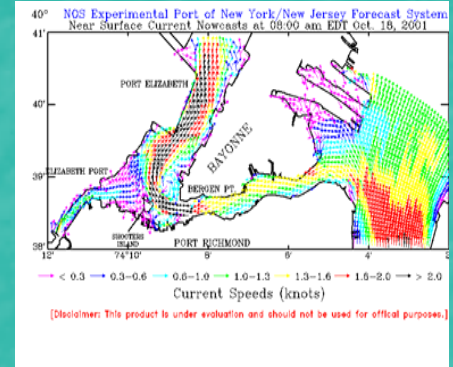 NOS Experimental Port of New York/New Jersey Forecast System
Near Surface Current Nowcasts at 08:00 am EDT Oct. 18, 2001
41'
40'
39'
38'
PORT ELIZABETH
BAYONNE
ELIZABETH PORT
BERGEN PT.
SHOOTERS
ISLAND
PORT RICHMOND
12' 74°10' 8' 6' 4' 2
< 0.3 0.3-0.6 0.6-1.0 1.0-1.3 1.3-1.6 1.6-2.0 > 2.0
Current Speeds (knots)
[Disclaimer: This product is under evaluation and should not be used for offical purposes.]